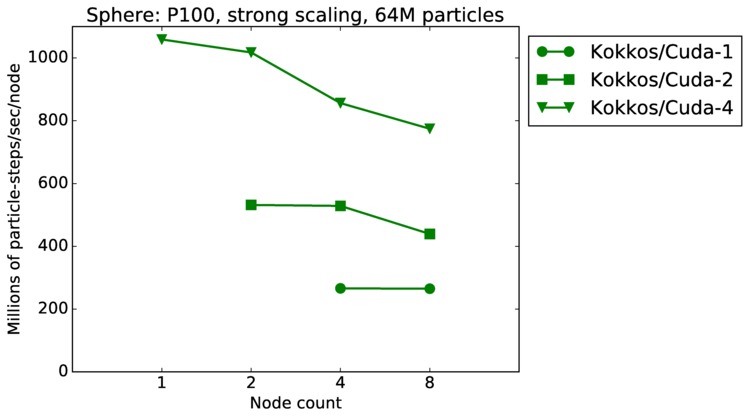 Sphere: P100, strong scaling, 64M particles
Millions of particle-steps/sec/node
1000
800
600
400
200
0
1 2 4 8
Node count
Kokkos/Cuda-1
Kokkos/Cuda-2
Kokkos/Cuda-4